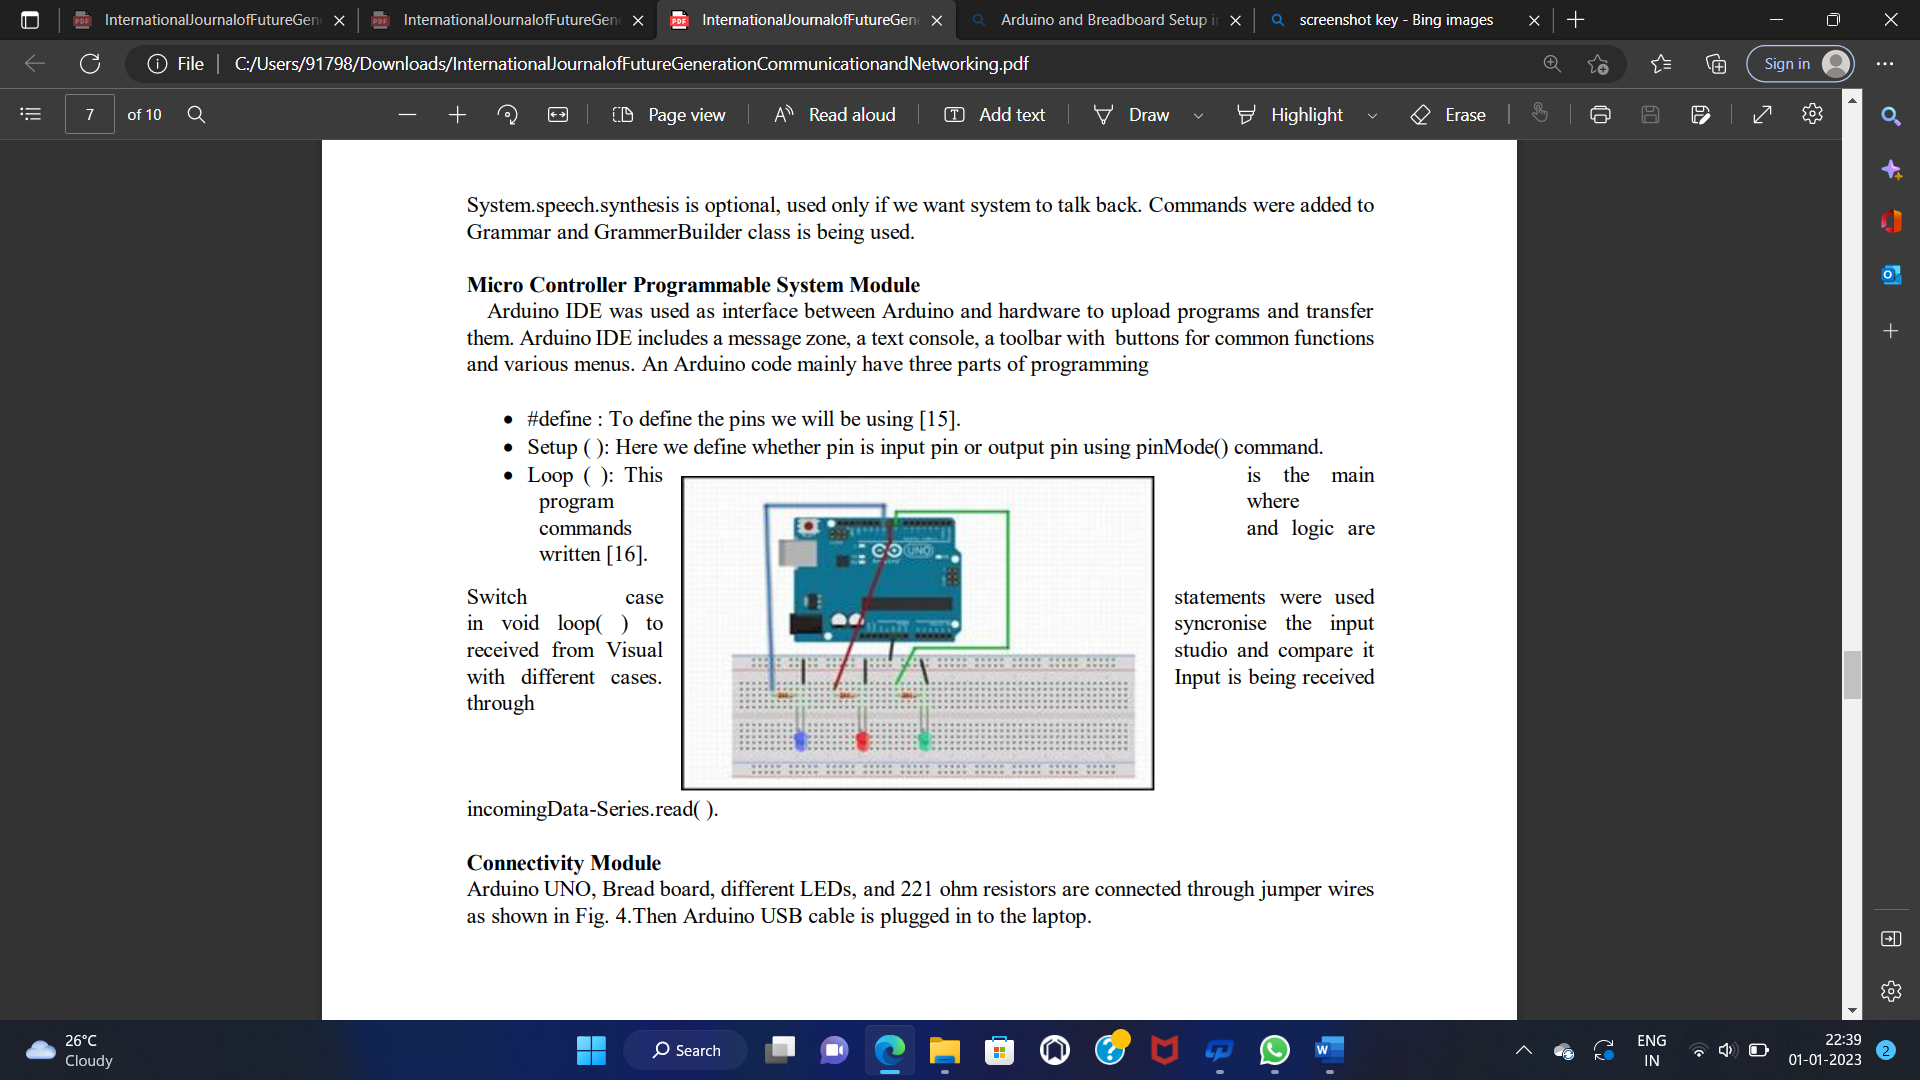 InternationalJournalofFutureGen
InternationalJournalofFutureGen
InternationalJournalofFutureGen
Arduino and Breadboard Setup i
screenshot key - Bing images
File
C:/Users/91798/Downloads/InternationalJournalofFutureGenerationCommunicationandNetworking.pdf
Sign in
7 of 10
Page view
Read aloud
Add text
Draw
Highlight
Erase
System.speech.synthesis is optional, used only if we want system to talk back. Commands were added to
Grammar and GrammerBuilder class is being used.
Micro Controller Programmable System Module
Arduino IDE was used as interface between Arduino and hardware to upload programs and transfer
them. Arduino IDE includes a message zone, a text console, a toolbar with buttons for common functions
and various menus. An Arduino code mainly have three parts of programming
• #define : To define the pins we will be using [15].
• Setup ( ): Here we define whether pin is input pin or output pin using pinMode() command.
• Loop ( ): This is the main
program where
commands and logic are
written [16].
UNO
Switch case statements were used
in void loop( ) to syncronise the input
received from Visual studio and compare it
with different cases. Input is being received
through
incomingData-Series.read( ).
Connectivity Module
Arduino UNO, Bread board, different LEDs, and 221 ohm resistors are connected through jumper wires
as shown in Fig. 4.Then Arduino USB cable is plugged in to the laptop.
26°C
Cloudy
Search
ENG
IN
22:39
01-01-2023
2